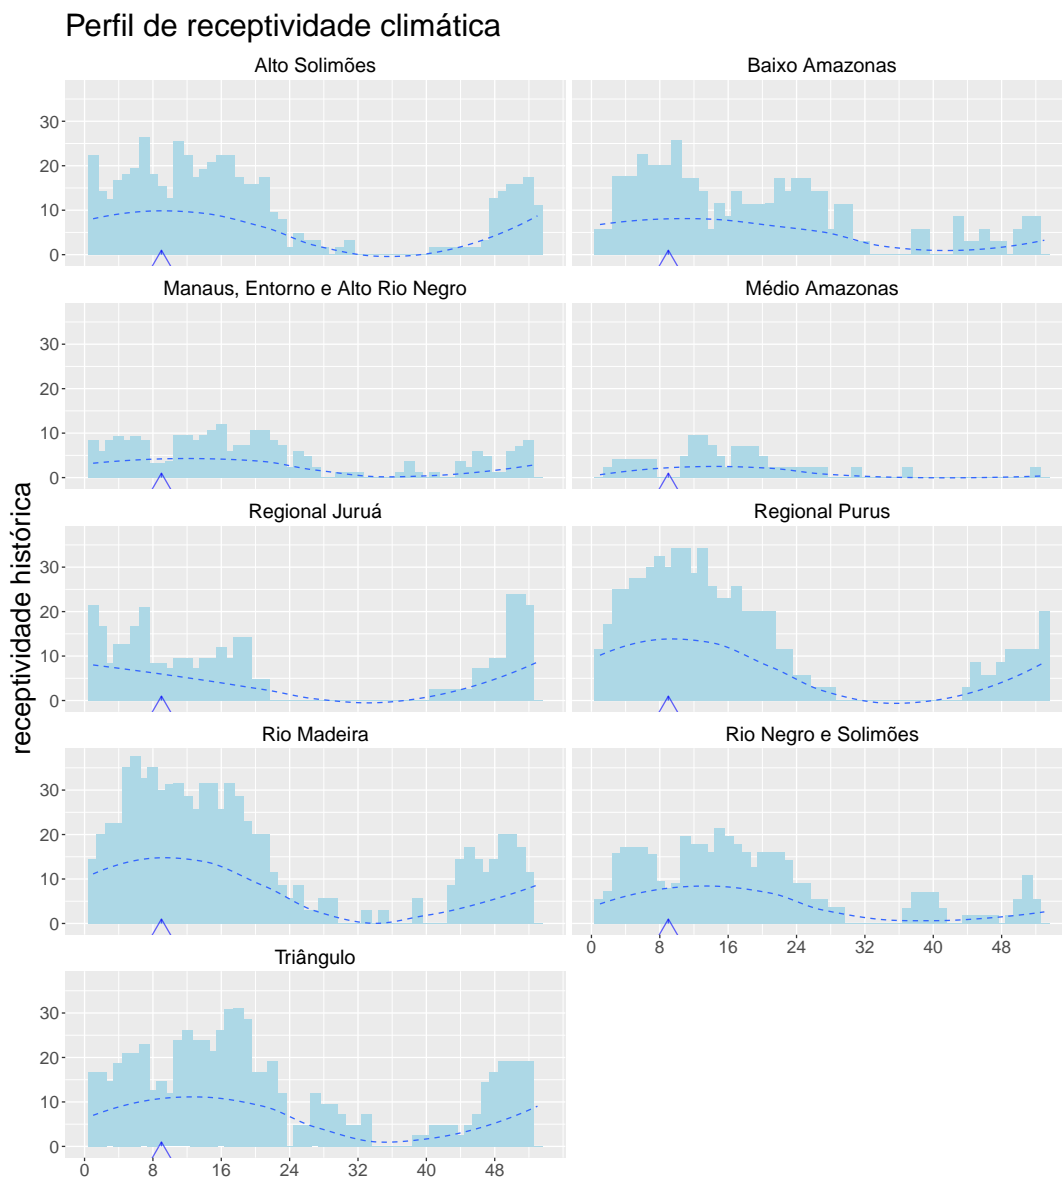 Perfil de receptividade climática
Alto Solimões
Baixo Amazonas
30
20
10
0
Manaus, Entorno e Alto Rio Negro
Médio Amazonas
30
20
10
0
receptividade histórica
Regional Juruá
Regional Purus
30
20
10
0
Rio Madeira
Rio Negro e Solimões
30
20
10
0
0 8 16 24 32 40 48
Triângulo
30
20
10
0
0 8 16 24 32 40 48